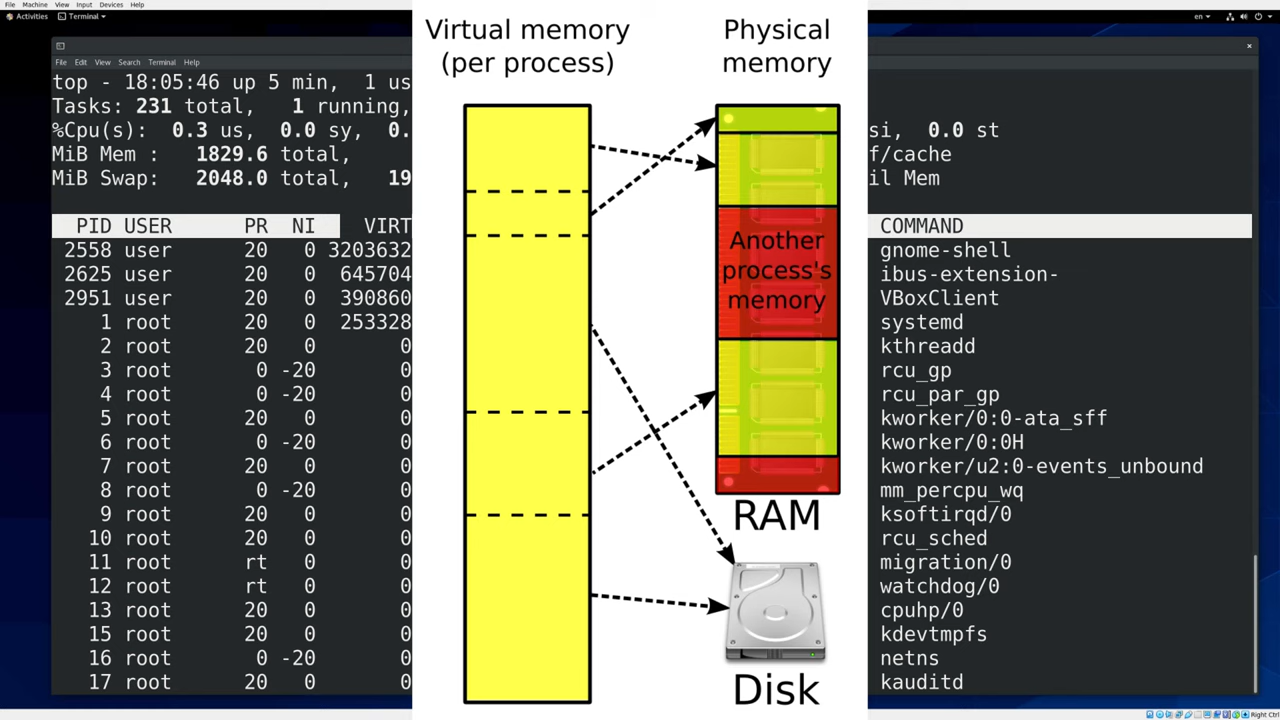 File Machine View Input Devices Help
Activities Terminal en
File Edit View Search Terminal Help
Virtual memory
(per process)
Physical
memory
Another
process's
memory
RAM
Disk
top - 18:05:46 up 5 min, 1 us
Tasks: 231 total, 1 running,
%Cpu(s): 0.3 us, 0.0 sy, 0. si, 0.0 st
MiB Mem : 1829.6 total, f/cache
MiB Swap: 2048.0 total, 19 il Mem
PID USER PR NI VIRT COMMAND
2558 user 20 0 3203632 gnome-shell
2625 user 20 0 645704 ibus-extension-
2951 user 20 0 390860 VBoxClient
1 root 20 0 253328 systemd
2 root 20 0 0 kthreadd
3 root 0 -20 0 rcu_gp
4 root 0 -20 0 rcu_par_gp
5 root 20 0 0 kworker/0:0-ata_sff
6 root 0 -20 0 kworker/0:0H
7 root 20 0 0 kworker/u2:0-events_unbound
8 root 0 -20 0 mm_percpu_wq
9 root 20 0 0 ksoftirqd/0
10 root 20 0 0 rcu_sched
11 root rt 0 0 migration/0
12 root rt 0 0 watchdog/0
13 root 20 0 0 cpuhp/0
15 root 20 0 0 kdevtmpfs
16 root 0 -20 0 netns
17 root 20 0 0 kauditd
Right Ctrl